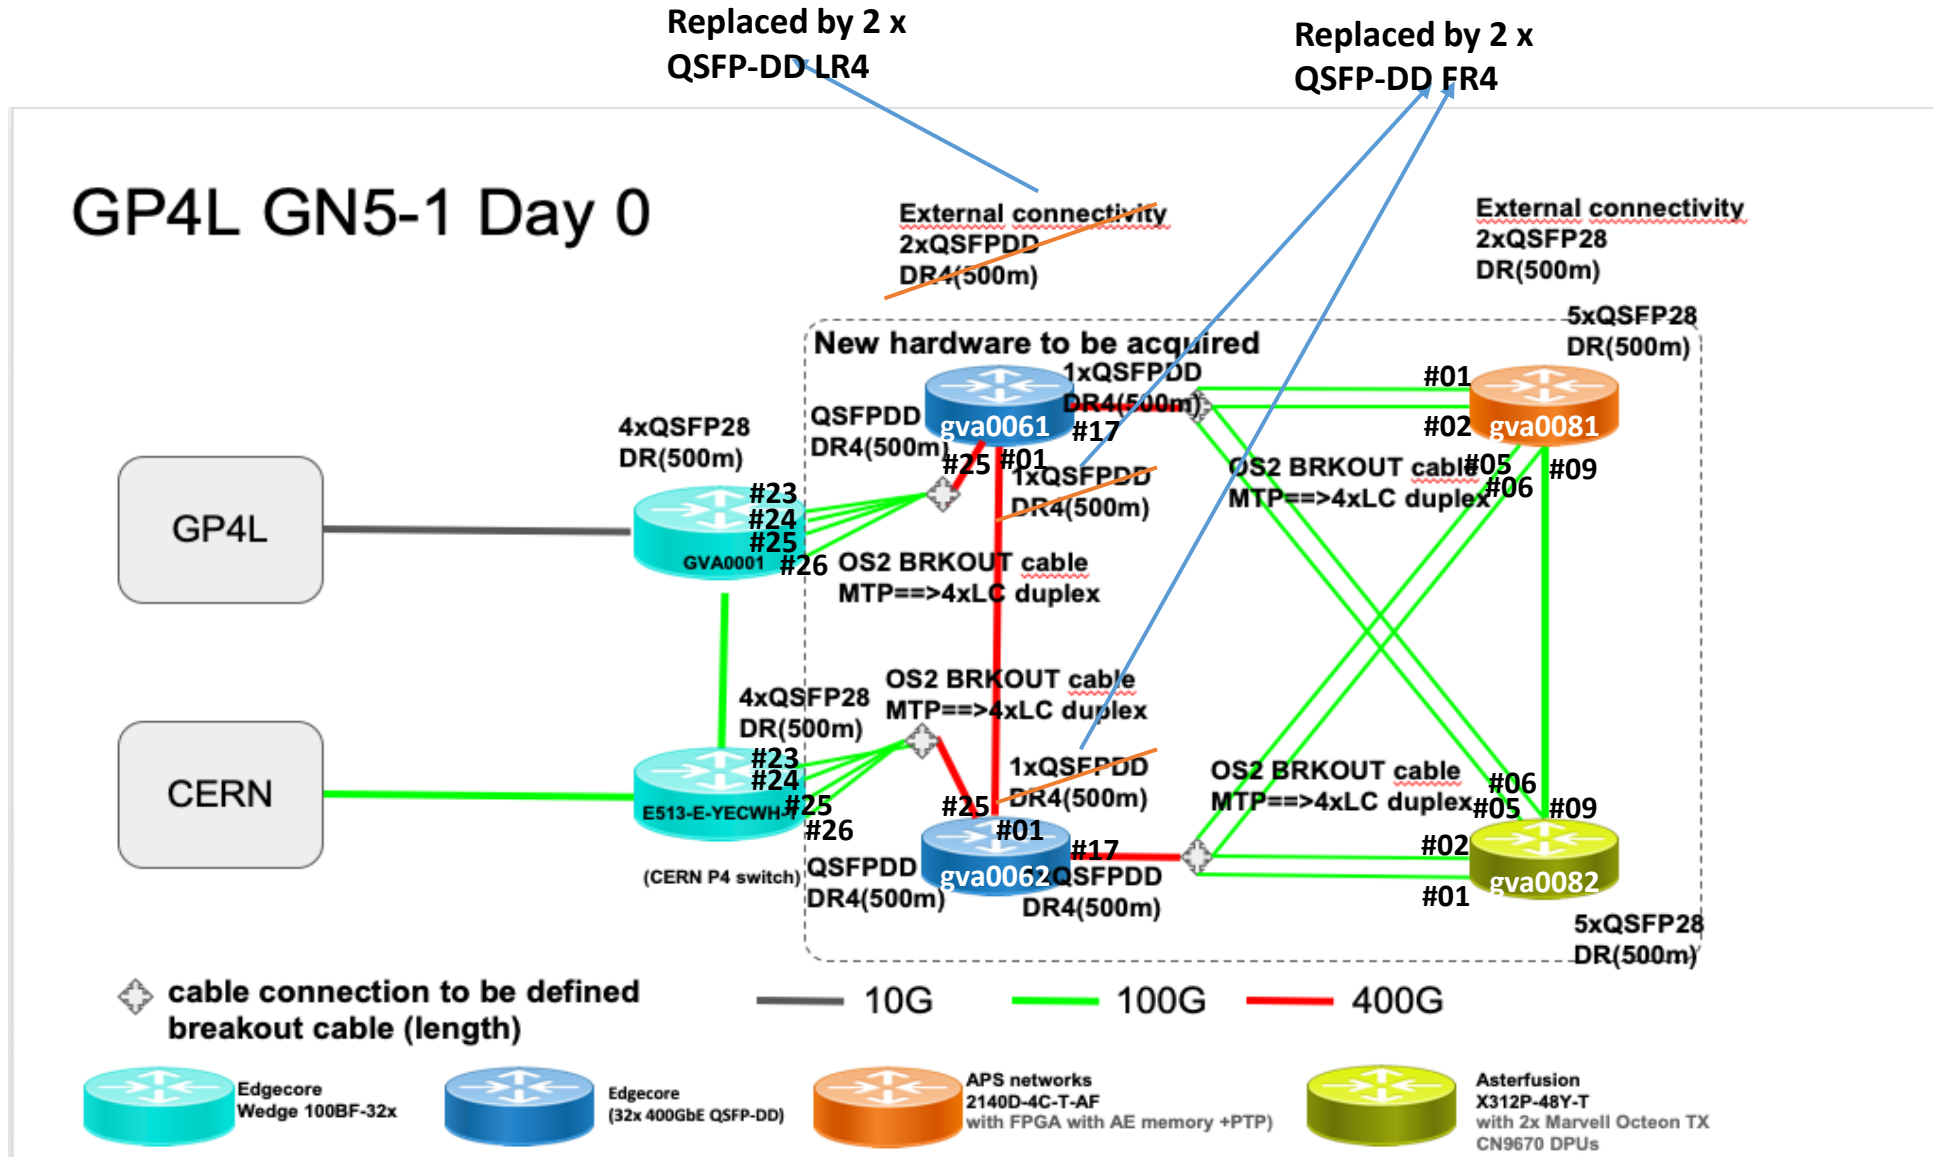 Replaced by 2 x
QSFP-DD LR4
Replaced by 2 x
QSFP-DD FR4
GP4L GN5-1 Day 0
External connectivity
2xQSFPDD
DR4(500m)
External connectivity
2xQSFP28
DR(500m)
5xQSFP28
DR(500m)
New hardware to be acquired
1xQSFPDD
DR4(500m)
#01
#02
gva0081
#05
#06
#09
QSFPDD
DR4(500m)
gva0061
#17
#25
#01
1xQSFPDD
DR4(500m)
4xQSFP28
DR(500m)
#23
#24
#25
#26
GVA0001
GP4L
OS2 BRKOUT cable
MTP==>4xLC duplex
OS2 BRKOUT cable
MTP==>4xLC duplex
OS2 BRKOUT cable
MTP==>4xLC duplex
4xQSFP28
DR(500m)
#23
#24
#25
#26
E513-E-YECWH-
(CERN P4 switch)
CERN
1xQSFPDD
DR4(500m)
#25
#01
#17
gva0062
QSFPDD
DR4(500m)
QSFPDD
DR4(500m)
OS2 BRKOUT cable
MTP==>4xLC duplex
#06
#05
#09
#02
#01
gva0082
5xQSFP28
DR(500m)
cable connection to be defined
breakout cable (length)
10G
100G
400G
Edgecore
Wedge 100BF-32x
Edgecore
(32x 400GbE QSFP-DD)
APS networks
2140D-4C-T-AF
with FPGA with AE memory +PTP)
Asterfusion
X312P-48Y-T
with 2x Marvell Octeon TX
CN9670 DPUs